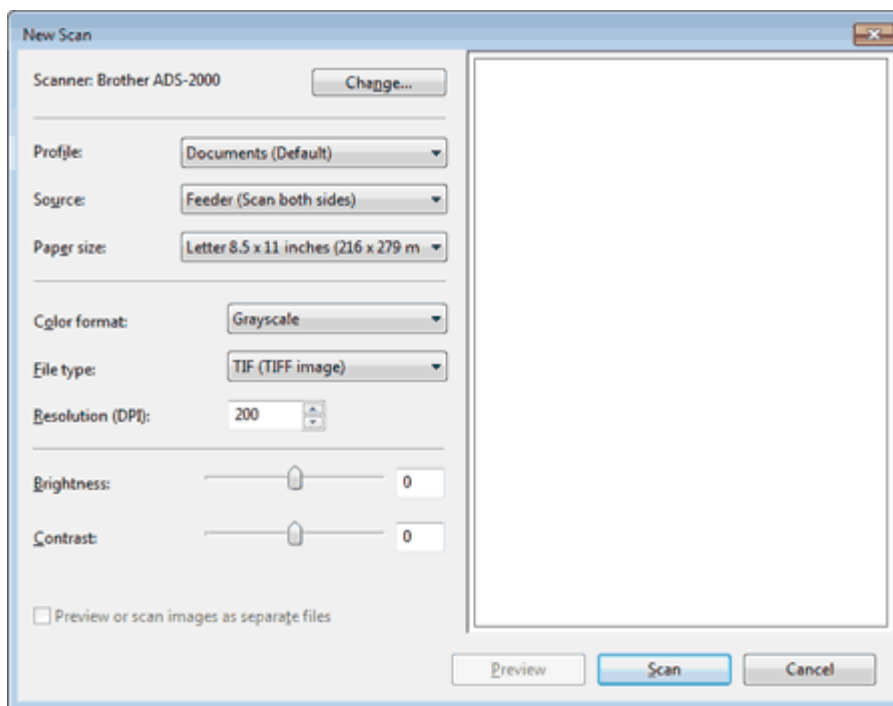 New Scan
Scanner: Brother ADS-2000 Change...
Profile: Documents (Default)
Source: Feeder (Scan both sides)
Paper size: Letter 8.5 x 11 inches (216 x 279 m
Color format: Grayscale
File type: TIF (TIFF image)
Resolution (DPI): 200
Brightness: 0
Contrast: 0
Preview or scan images as separate files
Preview Scan Cancel